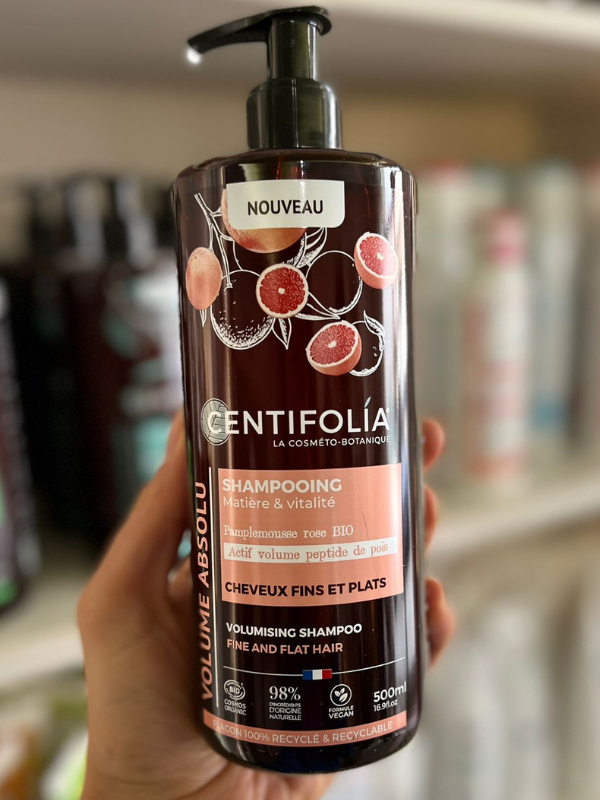 NOUVEAU
CENTIFOLÍA
LA COSMÉTO-BOTANIQUE
VOLUME ABSOLU
SHAMPOOING
Matière & vitalité
Pamplemousse rose BIO
Actif volume peptide de pois
CHEVEUX FINS ET PLATS
VOLUMISING SHAMPOO
FINE AND FLAT HAIR
BIO
COSMOS
ORGANIC
98%
D'INGRÉDIENTS
D'ORIGINE
NATURELLE
FORMULE
VEGAN
500ml
16.9fl.oz
FLACON 100% RECYCLÉ & RECYCLABLE